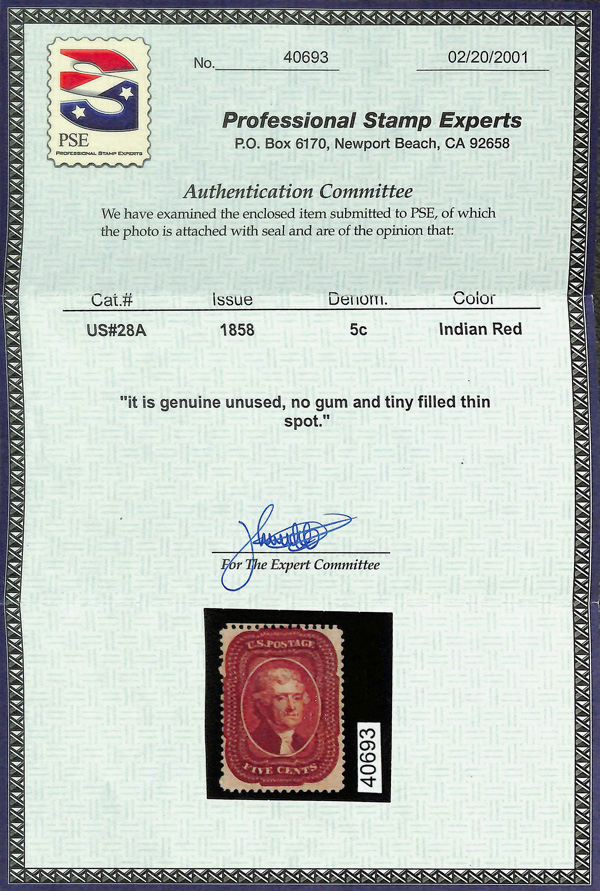 No. 40693 02/20/2001
PSE
PROFESSIONAL STAMP EXPERTS
Professional Stamp Experts
P.O. Box 6170, Newport Beach, CA 92658
Authentication Committee
We have examined the enclosed item submitted to PSE, of which
the photo is attached with seal and are of the opinion that:
Cat.# Issue Denom. Color
US#28A 1858 5c Indian Red
"it is genuine unused, no gum and tiny filled thin
spot."
For The Expert Committee
U.S. POSTAGE
FIVE CENTS
40693